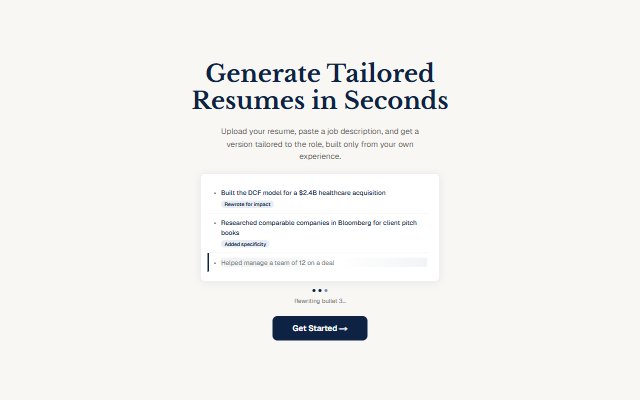 Generate Tailored
Resumes in Seconds
Upload your resume, paste a job description, and get a
version tailored to the role, built only from your own
experience.
• Built the DCF model for a $2.4B healthcare acquisition
Rewrote for impact
• Researched comparable companies in Bloomberg for client pitch
books
Added specificity
• Helped manage a team of 12 on a deal
Rewriting bullet 3...
Get Started →